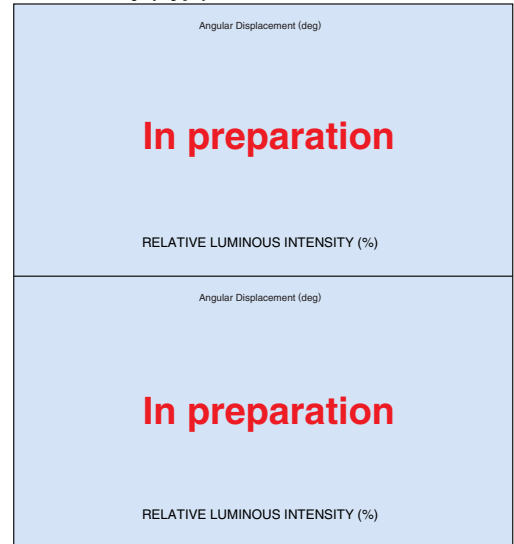 Angular Displacement (deg)
In preparation
RELATIVE LUMINOUS INTENSITY (%)
Angular Displacement (deg)
In preparation
RELATIVE LUMINOUS INTENSITY (%)